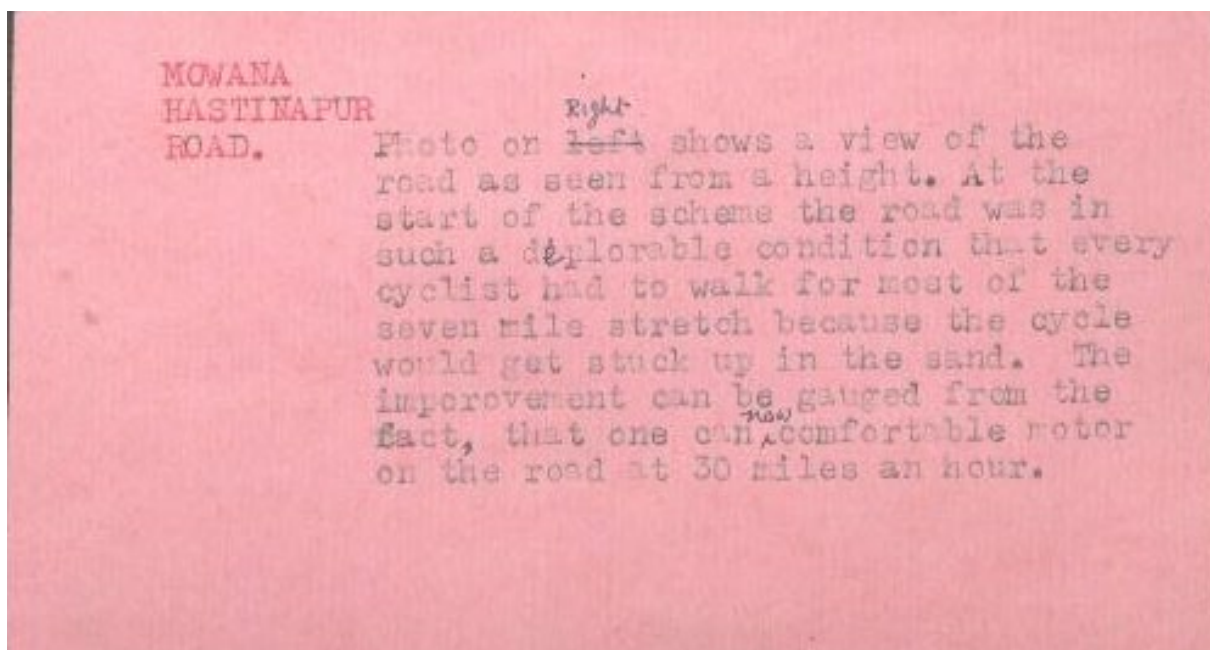 MOWANA
HASTINAPUR
ROAD.
Right
Photo on left shows a view of the
road as seen from a height. At the
start of the scheme the road was in
such a deplorable condition that every
cyclist had to walk for most of the
seven mile stretch because the cycle
would get stuck up in the sand. The
imporovement can be gauged from the
fact, that one can now comfortable motor
on the road at 30 miles an hour.